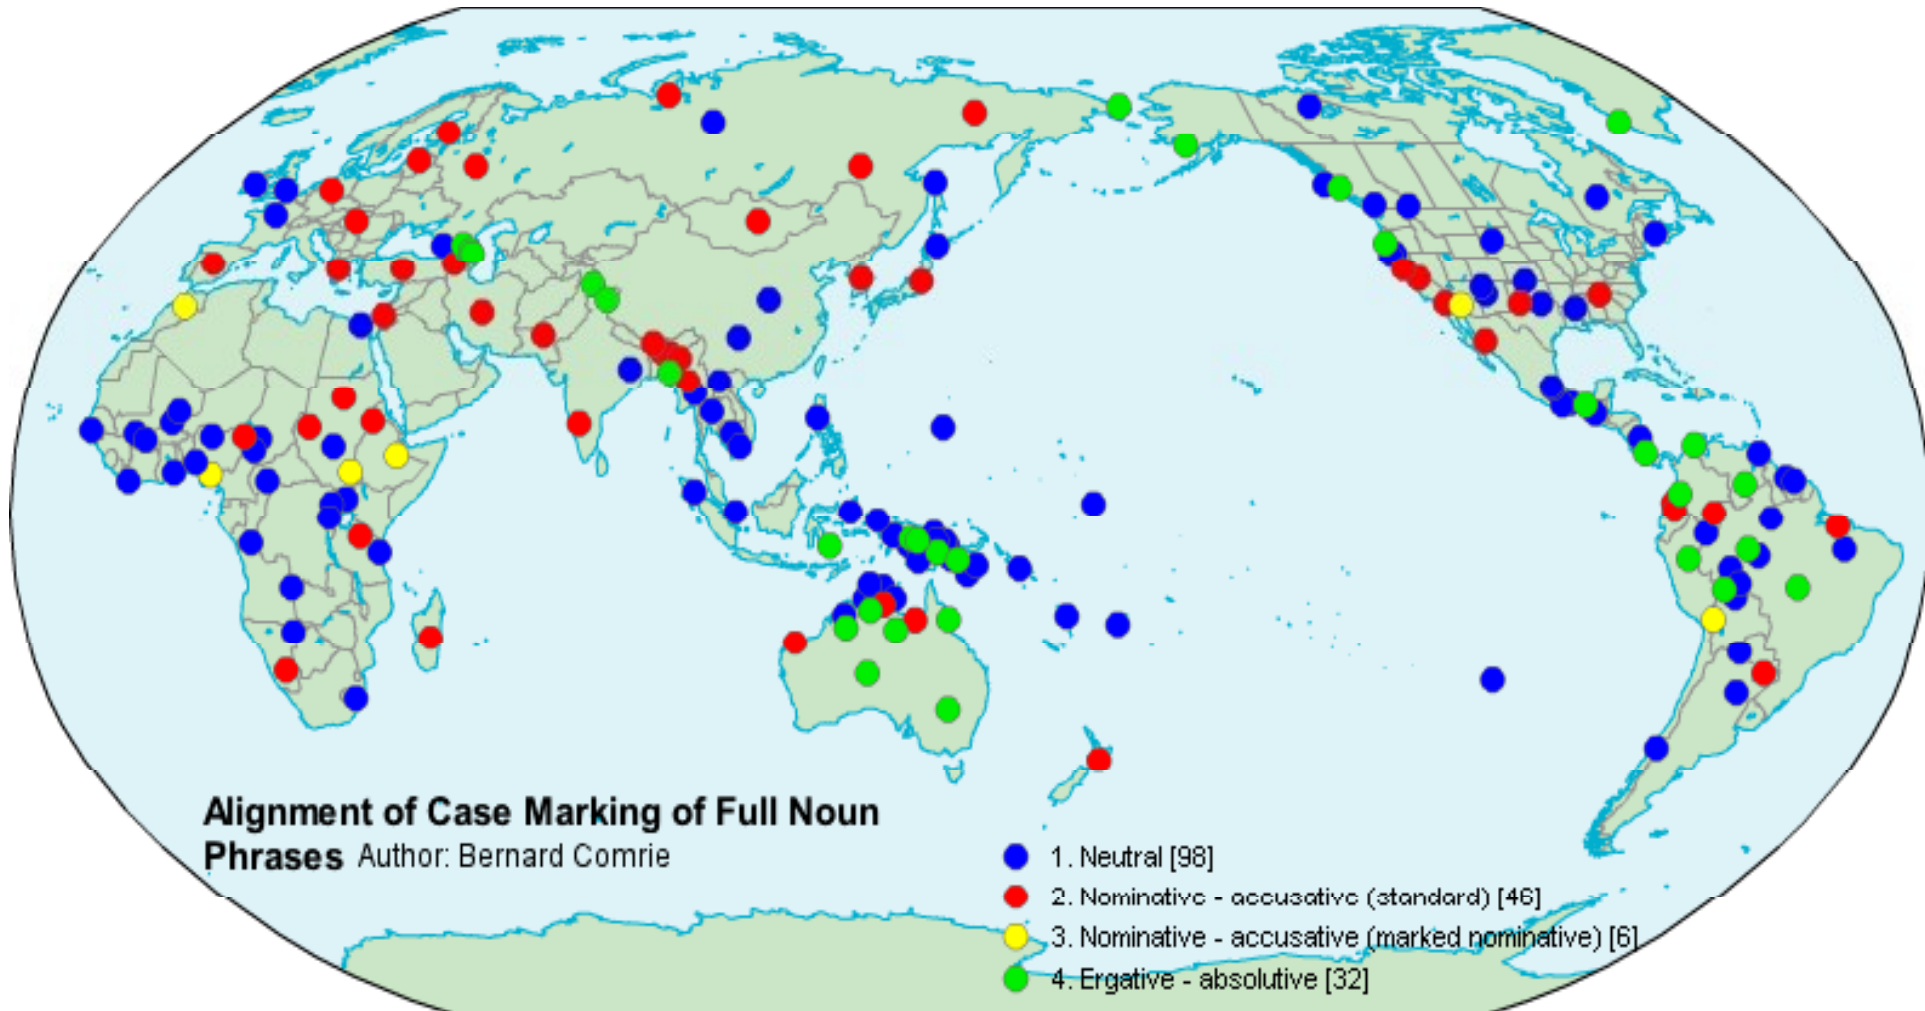 Alignment of Case Marking of Full Noun
Phrases Author: Bernard Comrie
1. Neutral [98]
2. Nominative - accusative (standard) [46]
3. Nominative - accusative (marked nominative) [6]
4. Ergative - absolutive [32]